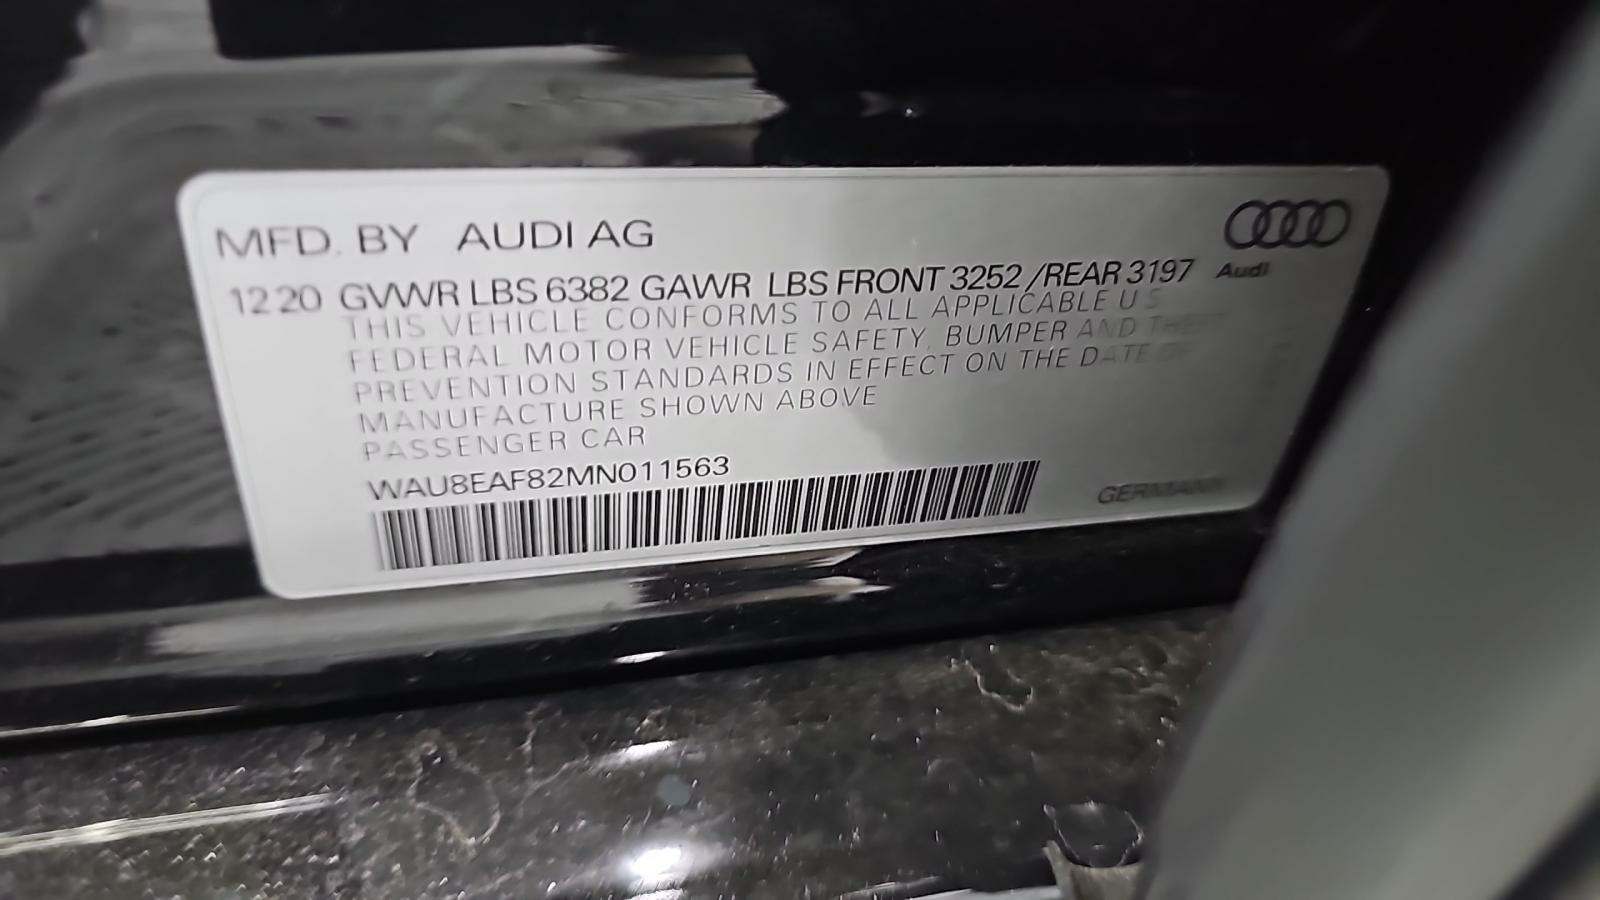 MFD. BY AUDI AG
12 20 GVWR LBS 6382 GAWR LBS FRONT 3252 /REAR 3197
Audi
THIS VEHICLE CONFORMS TO ALL APPLICABLE U S
FEDERAL MOTOR VEHICLE SAFETY, BUMPER AND THEFT
PREVENTION STANDARDS IN EFFECT ON THE DATE OF
MANUFACTURE SHOWN ABOVE
PASSENGER CAR
WAU8EAF82MN011563
GERMANY